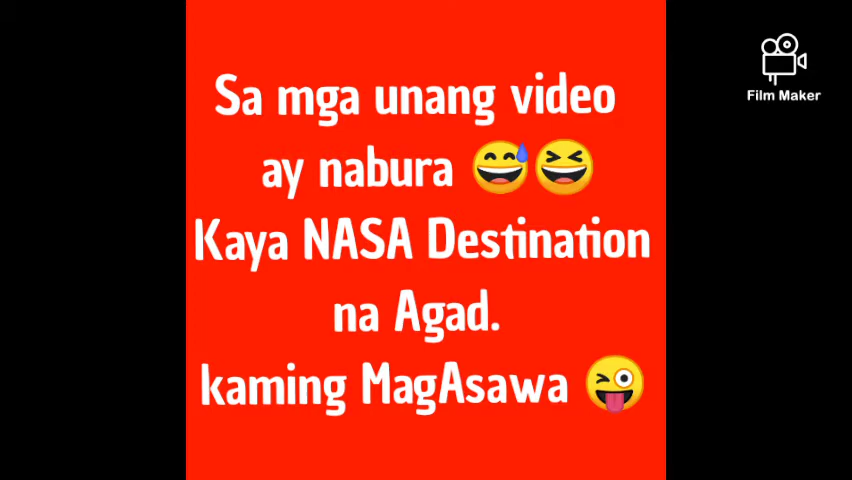 Sa mga unang video
ay nabura 😅😆
Kaya NASA Destination
na Agad.
kaming MagAsawa 😜
Film Maker